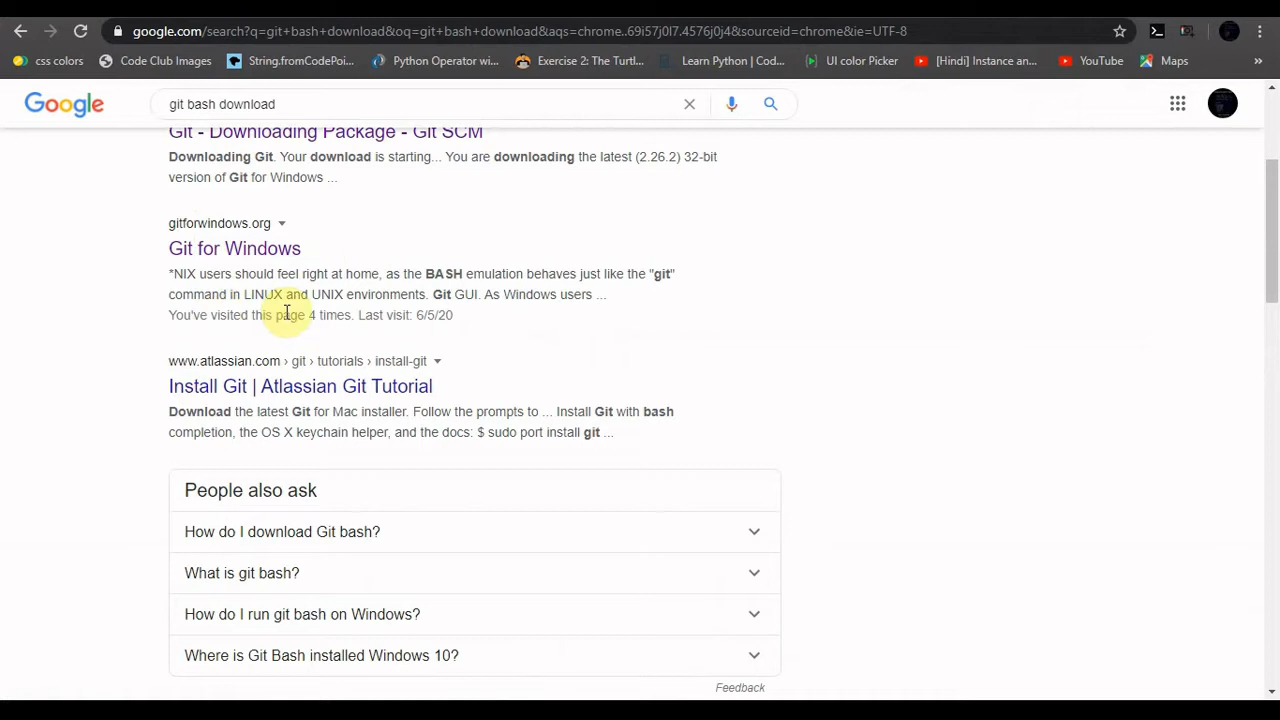 google.com/search?q=git+bash+download&oq=git+bash+download&aqs=chrome..69i57j0l7.4576j0j4&sourceid=chrome&ie=UTF-8
css colors
Code Club Images
String.fromCodePoi...
Python Operator wi...
Exercise 2: The Turtl...
Learn Python | Cod...
UI color Picker
[Hindi] Instance an...
YouTube
Maps
»
Google
git bash download
Git - Downloading Package - Git SCM
Downloading Git. Your download is starting... You are downloading the latest (2.26.2) 32-bit
version of Git for Windows ...
gitforwindows.org
Git for Windows
*NIX users should feel right at home, as the BASH emulation behaves just like the "git"
command in LINUX and UNIX environments. Git GUI. As Windows users ...
You've visited this page 4 times. Last visit: 6/5/20
www.atlassian.com › git › tutorials › install-git
Install Git | Atlassian Git Tutorial
Download the latest Git for Mac installer. Follow the prompts to ... Install Git with bash
completion, the OS X keychain helper, and the docs: $ sudo port install git ...
People also ask
How do I download Git bash?
What is git bash?
How do I run git bash on Windows?
Where is Git Bash installed Windows 10?
Feedback